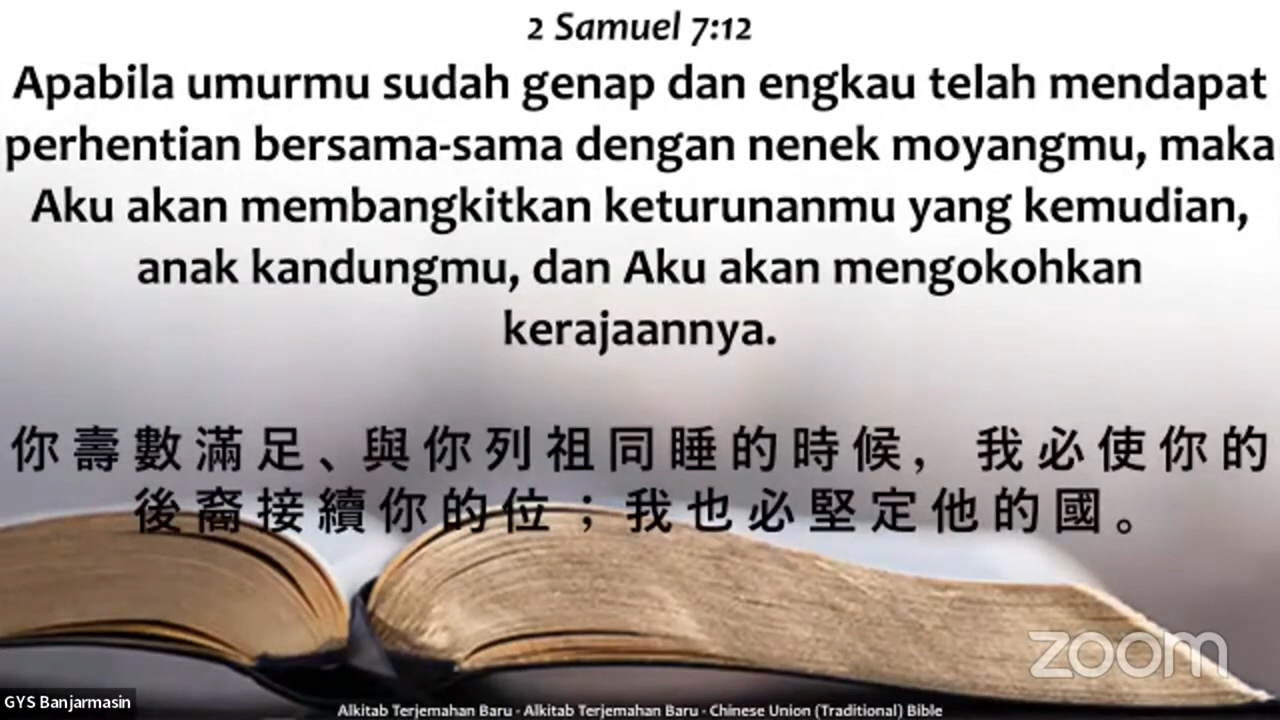 2 Samuel 7:12
Apabila umurmu sudah genap dan engkau telah mendapat
perhentian bersama-sama dengan nenek moyangmu, maka
Aku akan membangkitkan keturunanmu yang kemudian,
anak kandungmu, dan Aku akan mengokohkan
kerajaannya.
你壽數滿足、與你列祖同睡的時候，我必使你的
後裔接續你的位；我也必堅定他的國。
zoom
GYS Banjarmasin
Alkitab Terjemahan Baru - Alkitab Terjemahan Baru - Chinese Union (Traditional) Bible